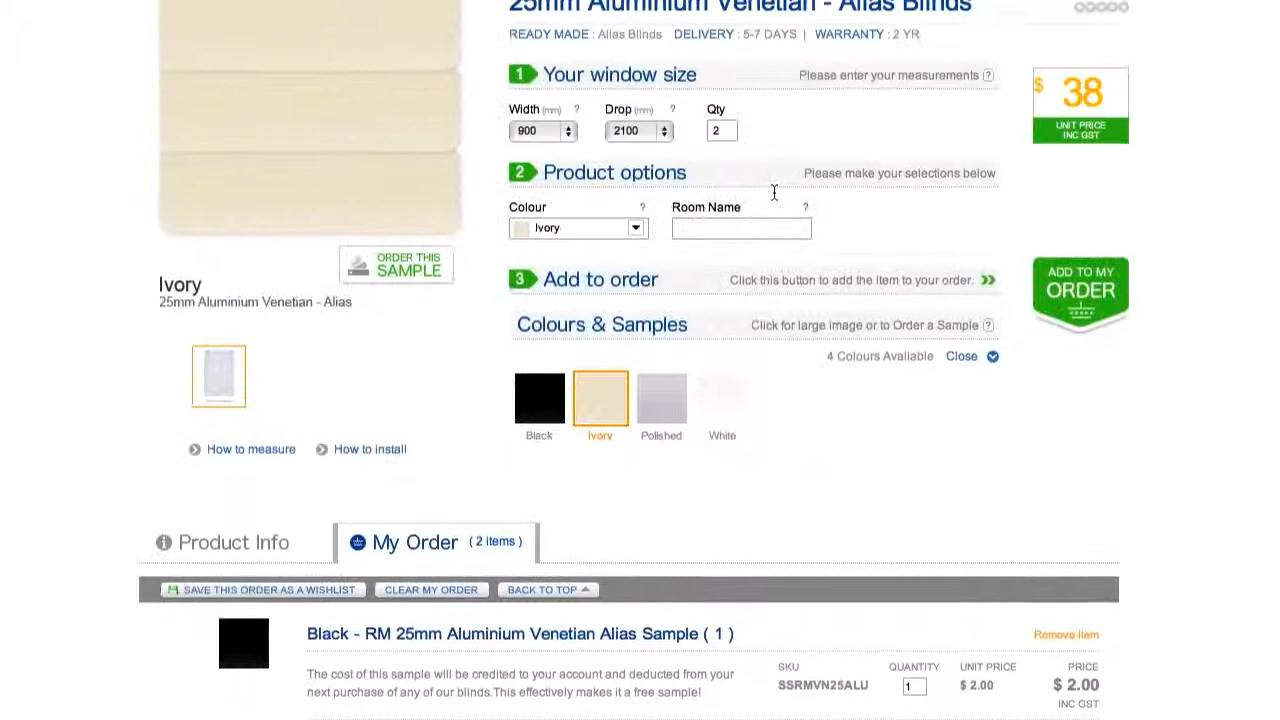 25mm Aluminium Venetian - Alias Blinds
READY MADE : Alias Blinds DELIVERY : 5-7 DAYS | WARRANTY : 2 YR
1 Your window size Please enter your measurements ?
$ 38
UNIT PRICE
INC GST
Width (mm) ? Drop (mm) ? Qty
900 2100 2
2 Product options Please make your selections below
Colour ? Room Name ?
Ivory
ORDER THIS
SAMPLE
3 Add to order Click this button to add the item to your order.
ADD TO MY
ORDER
Ivory
25mm Aluminium Venetian - Alias
Colours & Samples Click for large image or to Order a Sample ?
4 Colours Available Close
Black Ivory Polished White
How to measure How to install
Product Info My Order ( 2 items )
SAVE THIS ORDER AS A WISHLIST CLEAR MY ORDER BACK TO TOP
Black - RM 25mm Aluminium Venetian Alias Sample ( 1 ) Remove item
The cost of this sample will be credited to your account and deducted from your
next purchase of any of our blinds.This effectively makes it a free sample!
SKU QUANTITY UNIT PRICE PRICE
SSRMVN25ALU 1 $ 2.00 $ 2.00
INC GST